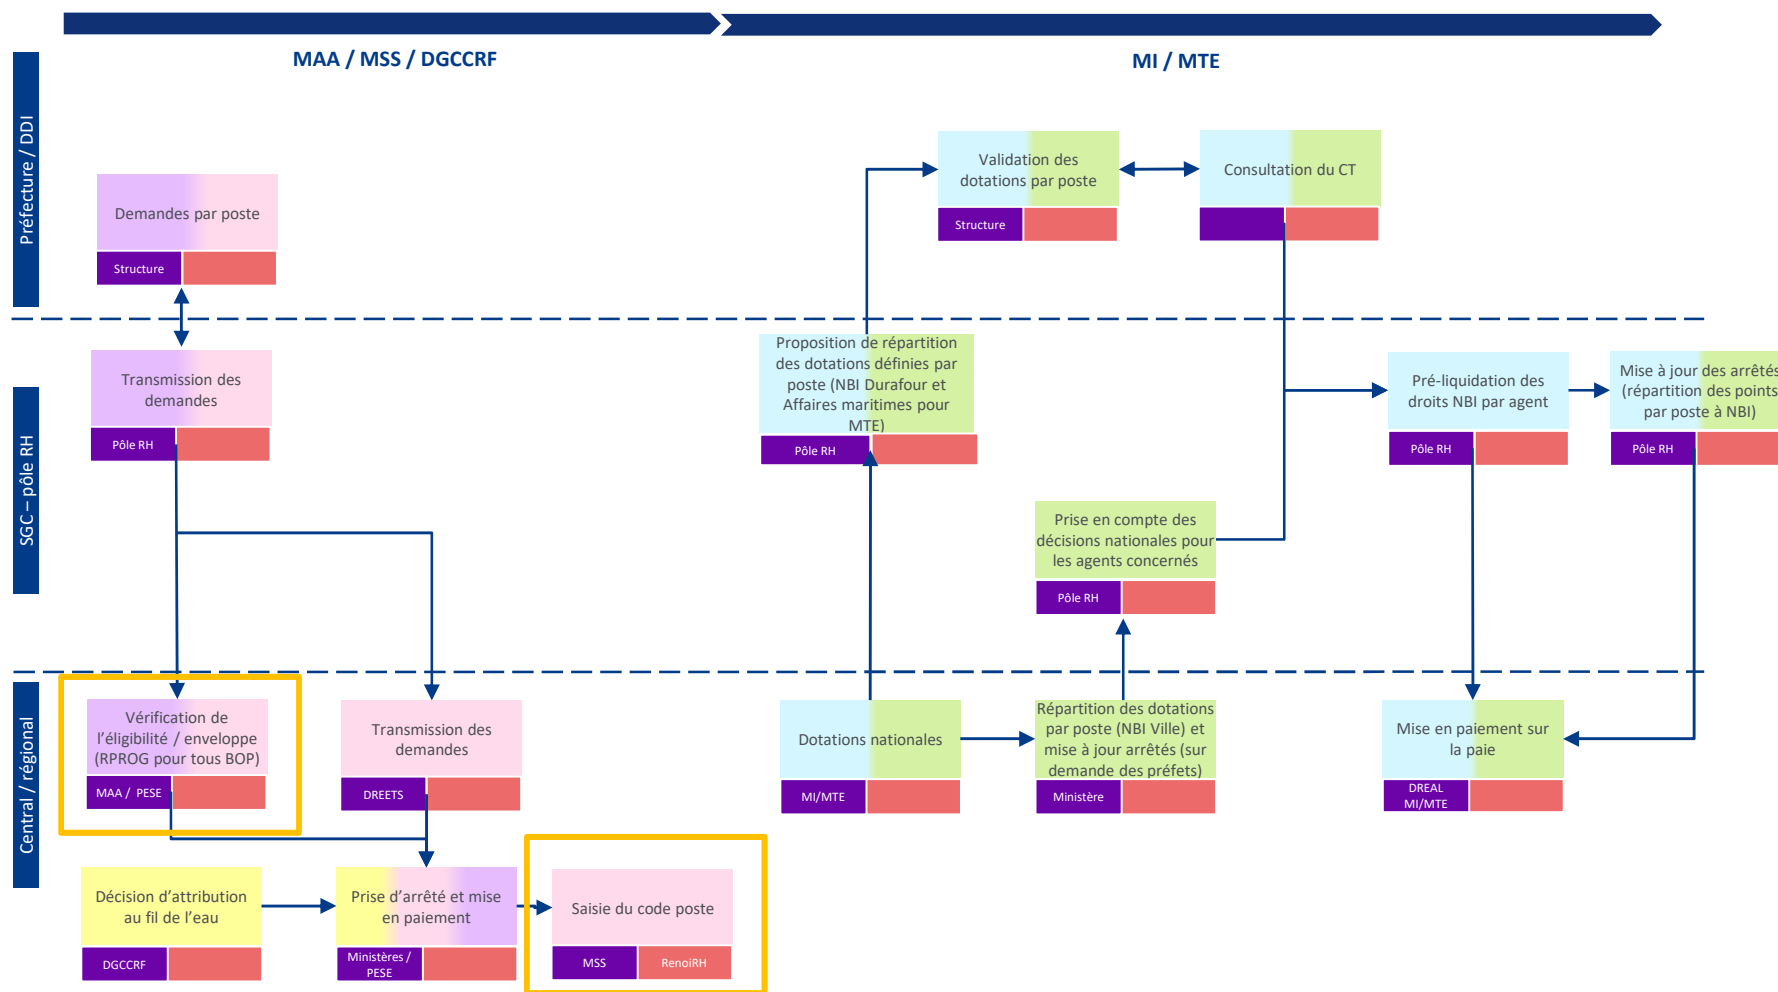 MAA / MSS / DGCCRF
MI / MTE
Préfecture / DDI
Demandes par poste
Structure
Validation des
dotations par poste
Structure
Consultation du CT
SGC – pôle RH
Transmission des
demandes
Pôle RH
Proposition de répartition
des dotations définies par
poste (NBI Durafour et
Affaires maritimes pour
MTE)
Pôle RH
Pré-liquidation des
droits NBI par agent
Pôle RH
Mise à jour des arrêtés
(répartition des points
par poste à NBI)
Pôle RH
Prise en compte des
décisions nationales pour
les agents concernés
Pôle RH
Central / régional
Vérification de
l’éligibilité / enveloppe
(RPROG pour tous BOP)
MAA / PESE
Transmission des
demandes
DREETS
Dotations nationales
MI/MTE
Répartition des dotations
par poste (NBI Ville) et
mise à jour arrêtés (sur
demande des préfets)
Ministère
Mise en paiement sur
la paie
DREAL
MI/MTE
Décision d’attribution
au fil de l’eau
DGCCRF
Prise d’arrêté et mise
en paiement
Ministères /
PESE
Saisie du code poste
MSS
RenoiRH